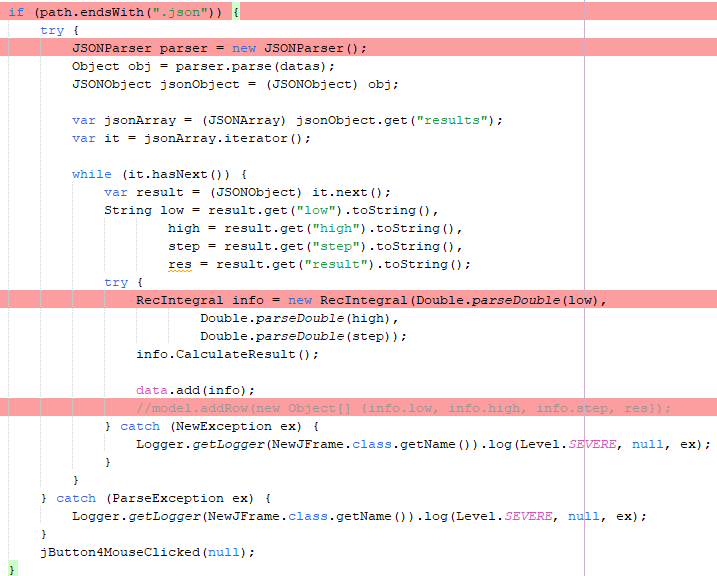 if (path.endsWith(".json")) {
try {
JSONParser parser = new JSONParser();
Object obj = parser.parse(datas);
JSONObject jsonObject = (JSONObject) obj;
var jsonArray = (JSONArray) jsonObject.get("results");
var it = jsonArray.iterator();
while (it.hasNext()) {
var result = (JSONObject) it.next();
String low = result.get("low").toString(),
high = result.get("high").toString(),
step = result.get("step").toString(),
res = result.get("result").toString();
try {
RecIntegral info = new RecIntegral(Double.parseDouble(low),
Double.parseDouble(high),
Double.parseDouble(step));
info.CalculateResult();
data.add(info);
//model.addRow(new Object[] {info.low, info.high, info.step, res});
} catch (NewException ex) {
Logger.getLogger(NewJFrame.class.getName()).log(Level.SEVERE, null, ex);
}
}
} catch (ParseException ex) {
Logger.getLogger(NewJFrame.class.getName()).log(Level.SEVERE, null, ex);
}
jButton4MouseClicked(null);
}